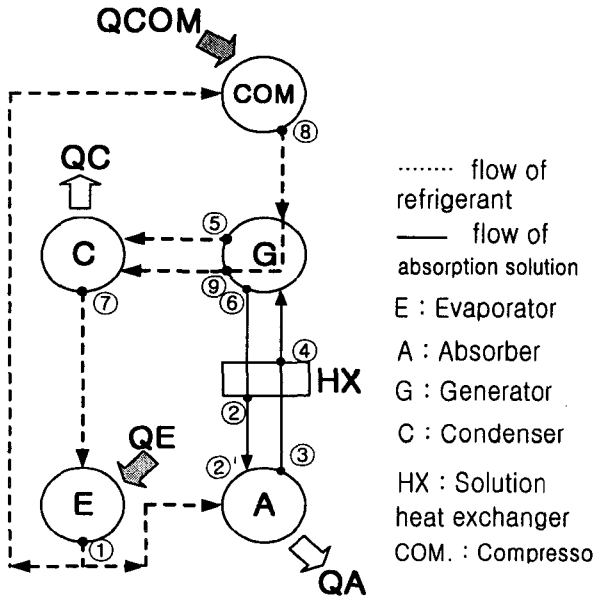 QCOM
COM
⑧
QC
C
⑤
G
⑨
⑥
⑦
④
HX
②
QE
②'
③
E
A
①
QA
........ flow of
refrigerant
—— flow of
absorption solution
E : Evaporator
A : Absorber
G : Generator
C : Condenser
HX : Solution
heat exchanger
COM. : Compresso